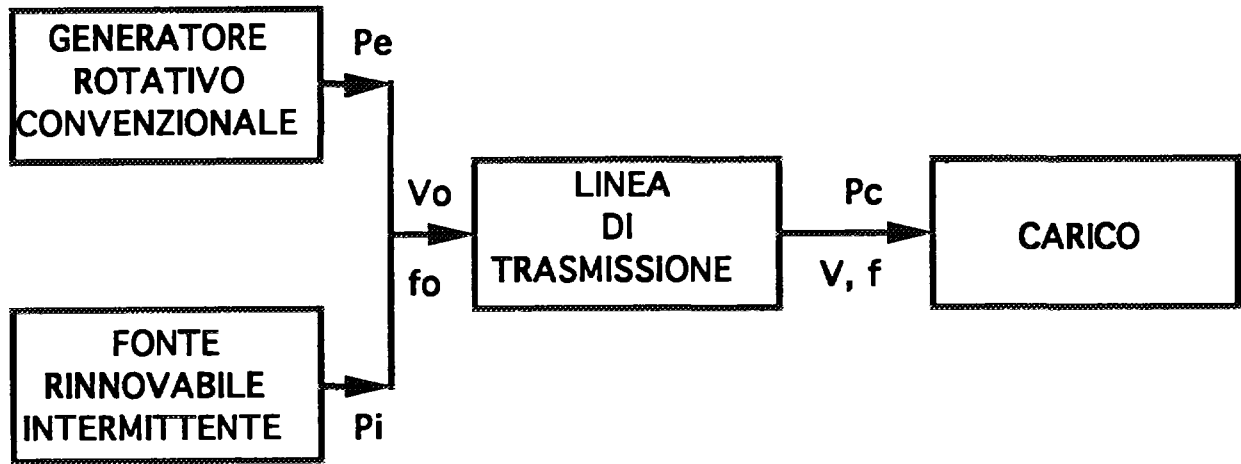 GENERATORE
ROTATIVO
CONVENZIONALE
Pe
Vo
fo
LINEA
DI
TRASMISSIONE
Pc
V, f
CARICO
FONTE
RINNOVABILE
INTERMITTENTE
Pi